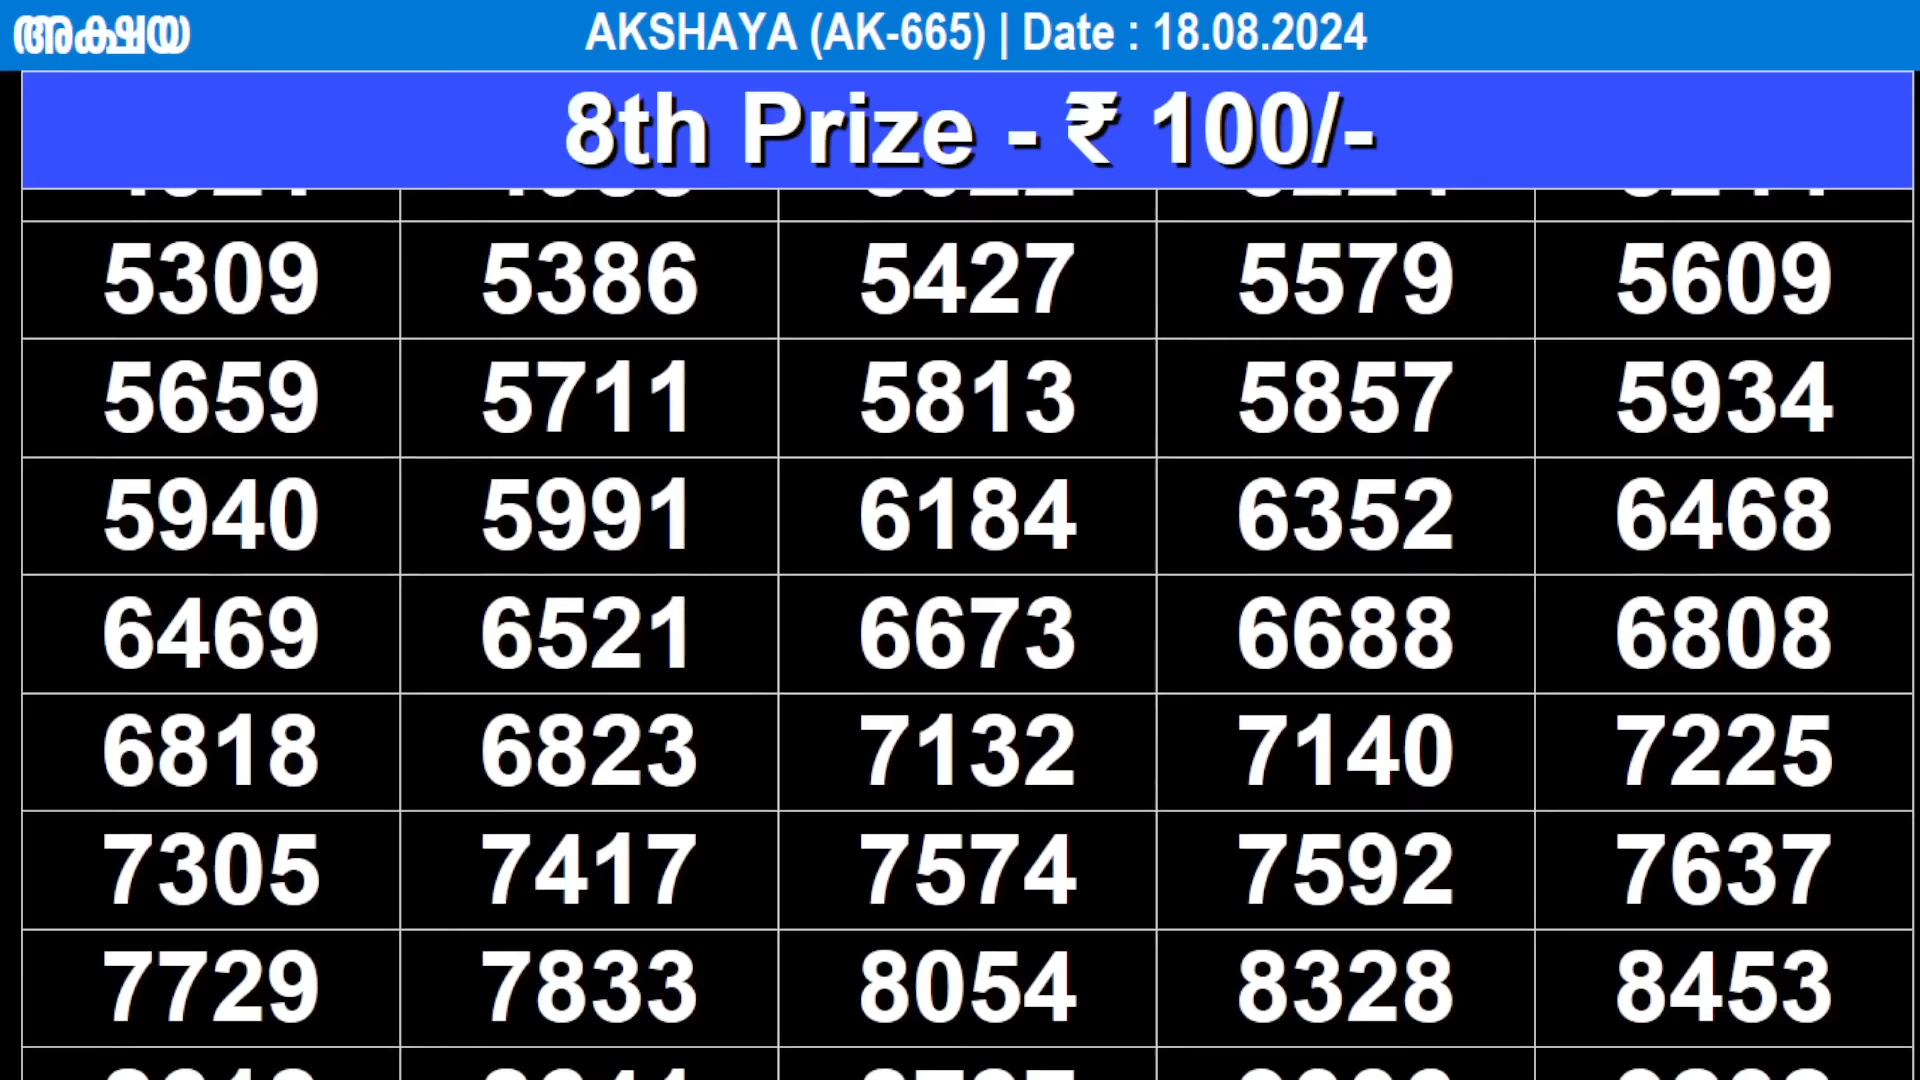 അക്ഷയ AKSHAYA (AK-665) | Date : 18.08.2024
8th Prize - ₹ 100/-
5309 5386 5427 5579 5609
5659 5711 5813 5857 5934
5940 5991 6184 6352 6468
6469 6521 6673 6688 6808
6818 6823 7132 7140 7225
7305 7417 7574 7592 7637
7729 7833 8054 8328 8453